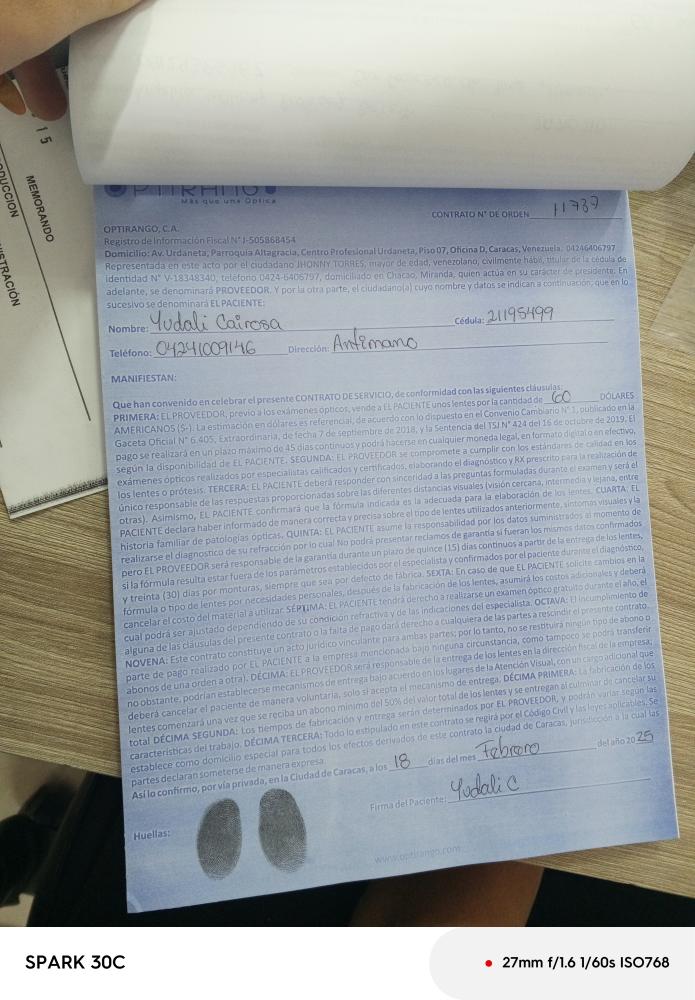 15
MEMORANDO
OPTIRANGO
Más que una Óptica
CONTRATO N° DE ORDEN 11737
OPTIRANGO, C.A.
Registro de Información Fiscal N° J-505868454
Domicilio: Av. Urdaneta, Parroquia Altagracia, Centro Profesional Urdaneta, Piso 07, Oficina D, Caracas, Venezuela. 04246406797
Representada en este acto por el ciudadano JHONNY TORRES, mayor de edad, venezolano, civilmente hábil, titular de la cédula de
identidad N° V-18348340, teléfono 0424-6406797, domiciliado en Chacao, Miranda, quien actúa en su carácter de presidente; En
adelante, se denominará PROVEEDOR. Y por la otra parte, el ciudadano(a) cuyo nombre y datos se indican a continuación, que en lo
sucesivo se denominará EL PACIENTE:
Nombre: Yudali Cairosa Cédula: 21195499
Teléfono: 04241009146 Dirección: Antimano
MANIFIESTAN:
Que han convenido en celebrar el presente CONTRATO DE SERVICIO, de conformidad con las siguientes cláusulas:
PRIMERA: EL PROVEEDOR, previo a los exámenes ópticos, vende a EL PACIENTE unos lentes por la cantidad de 60 DÓLARES
AMERICANOS ($-). La estimación en dólares es referencial, de acuerdo con lo dispuesto en el Convenio Cambiario N° 1, publicado en la
Gaceta Oficial N° 6.405, Extraordinaria, de fecha 7 de septiembre de 2018, y la Sentencia del TSJ N° 424 del 16 de octubre de 2019. El
pago se realizará en un plazo máximo de 45 días continuos y podrá hacerse en cualquier moneda legal, en formato digital o en efectivo,
según la disponibilidad de EL PACIENTE. SEGUNDA: EL PROVEEDOR se compromete a cumplir con los estándares de calidad en los
exámenes ópticos realizados por especialistas calificados y certificados, elaborando el diagnóstico y RX prescrito para la realización de
los lentes o prótesis. TERCERA: EL PACIENTE deberá responder con sinceridad a las preguntas formuladas durante el examen y será el
único responsable de las respuestas proporcionadas sobre las diferentes distancias visuales (visión cercana, intermedia y lejana, entre
otras). Asimismo, EL PACIENTE confirmará que la fórmula indicada es la adecuada para la elaboración de los lentes. CUARTA: EL
PACIENTE declara haber informado de manera correcta y precisa sobre el tipo de lentes utilizados anteriormente, síntomas visuales y la
historia familiar de patologías ópticas. QUINTA: EL PACIENTE asume la responsabilidad por los datos suministrados al momento de
realizarse el diagnóstico de su refracción por lo cual No podrá presentar reclamos de garantía si fueran los mismos datos confirmados
pero EL PROVEEDOR será responsable de la garantía durante un plazo de quince (15) días continuos a partir de la entrega de los lentes,
si la fórmula resulta estar fuera de los parámetros establecidos por el especialista y confirmados por el paciente durante el diagnóstico,
y treinta (30) días por monturas, siempre que sea por defecto de fábrica. SEXTA: En caso de que EL PACIENTE solicite cambios en la
fórmula o tipo de lentes por necesidades personales, después de la fabricación de los lentes, asumirá los costos adicionales y deberá
cancelar el costo del material a utilizar. SÉPTIMA: EL PACIENTE tendrá derecho a realizarse un examen óptico gratuito durante el año, el
cual podrá ser ajustado dependiendo de su condición refractiva y de las indicaciones del especialista. OCTAVA: El incumplimiento de
alguna de las cláusulas del presente contrato o la falta de pago dará derecho a cualquiera de las partes a rescindir el presente contrato.
NOVENA: Este contrato constituye un acto jurídico vinculante para ambas partes; por lo tanto, no se restituirá ningún tipo de abono o
parte de pago realizado por EL PACIENTE a la empresa mencionada bajo ninguna circunstancia, como tampoco se podrá transferir
abonos de una orden a otra). DÉCIMA: EL PROVEEDOR será responsable de la entrega de los lentes en la dirección fiscal de la empresa;
no obstante, podrían establecerse mecanismos de entrega bajo acuerdo en los lugares de la Atención Visual, con un cargo adicional que
deberá cancelar el paciente de manera voluntaria, solo si acepta el mecanismo de entrega. DÉCIMA PRIMERA: La fabricación de los
lentes comenzará una vez que se reciba un abono mínimo del 50% del valor total de los lentes y se entregan al culminar de cancelar su
total DÉCIMA SEGUNDA: Los tiempos de fabricación y entrega serán determinados por EL PROVEEDOR, y podrán variar según las
características del trabajo. DÉCIMA TERCERA: Todo lo estipulado en este contrato se regirá por el Código Civil y las leyes aplicables. Se
establece como domicilio especial para todos los efectos derivados de este contrato la ciudad de Caracas, jurisdicción a la cual las
partes declaran someterse de manera expresa.
Así lo confirmo, por vía privada, en la Ciudad de Caracas, a los 18 días del mes Febrero del año 2025
Firma del Paciente: Yudali C
Huellas:
www.optirango.com
SPARK 30C
27mm f/1.6 1/60s ISO768